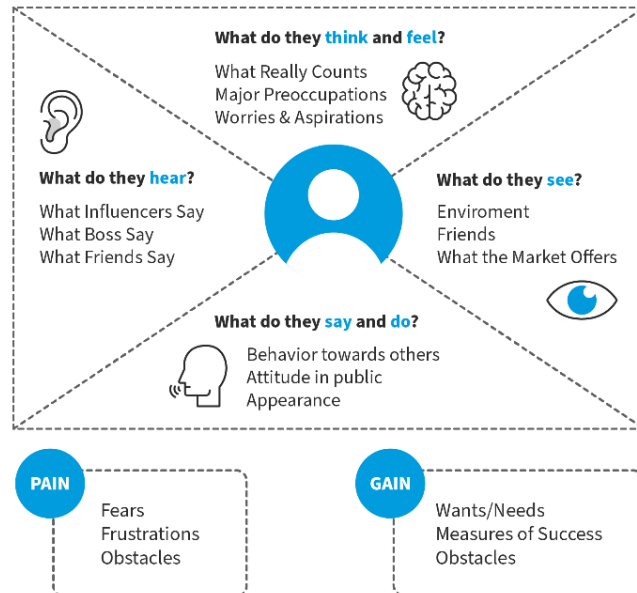 What do they think and feel?
What Really Counts
Major Preoccupations
Worries & Aspirations
What do they hear?
What Influencers Say
What Boss Say
What Friends Say
What do they see?
Enviroment
Friends
What the Market Offers
What do they say and do?
Behavior towards others
Attitude in public
Appearance
PAIN
Fears
Frustrations
Obstacles
GAIN
Wants/Needs
Measures of Success
Obstacles